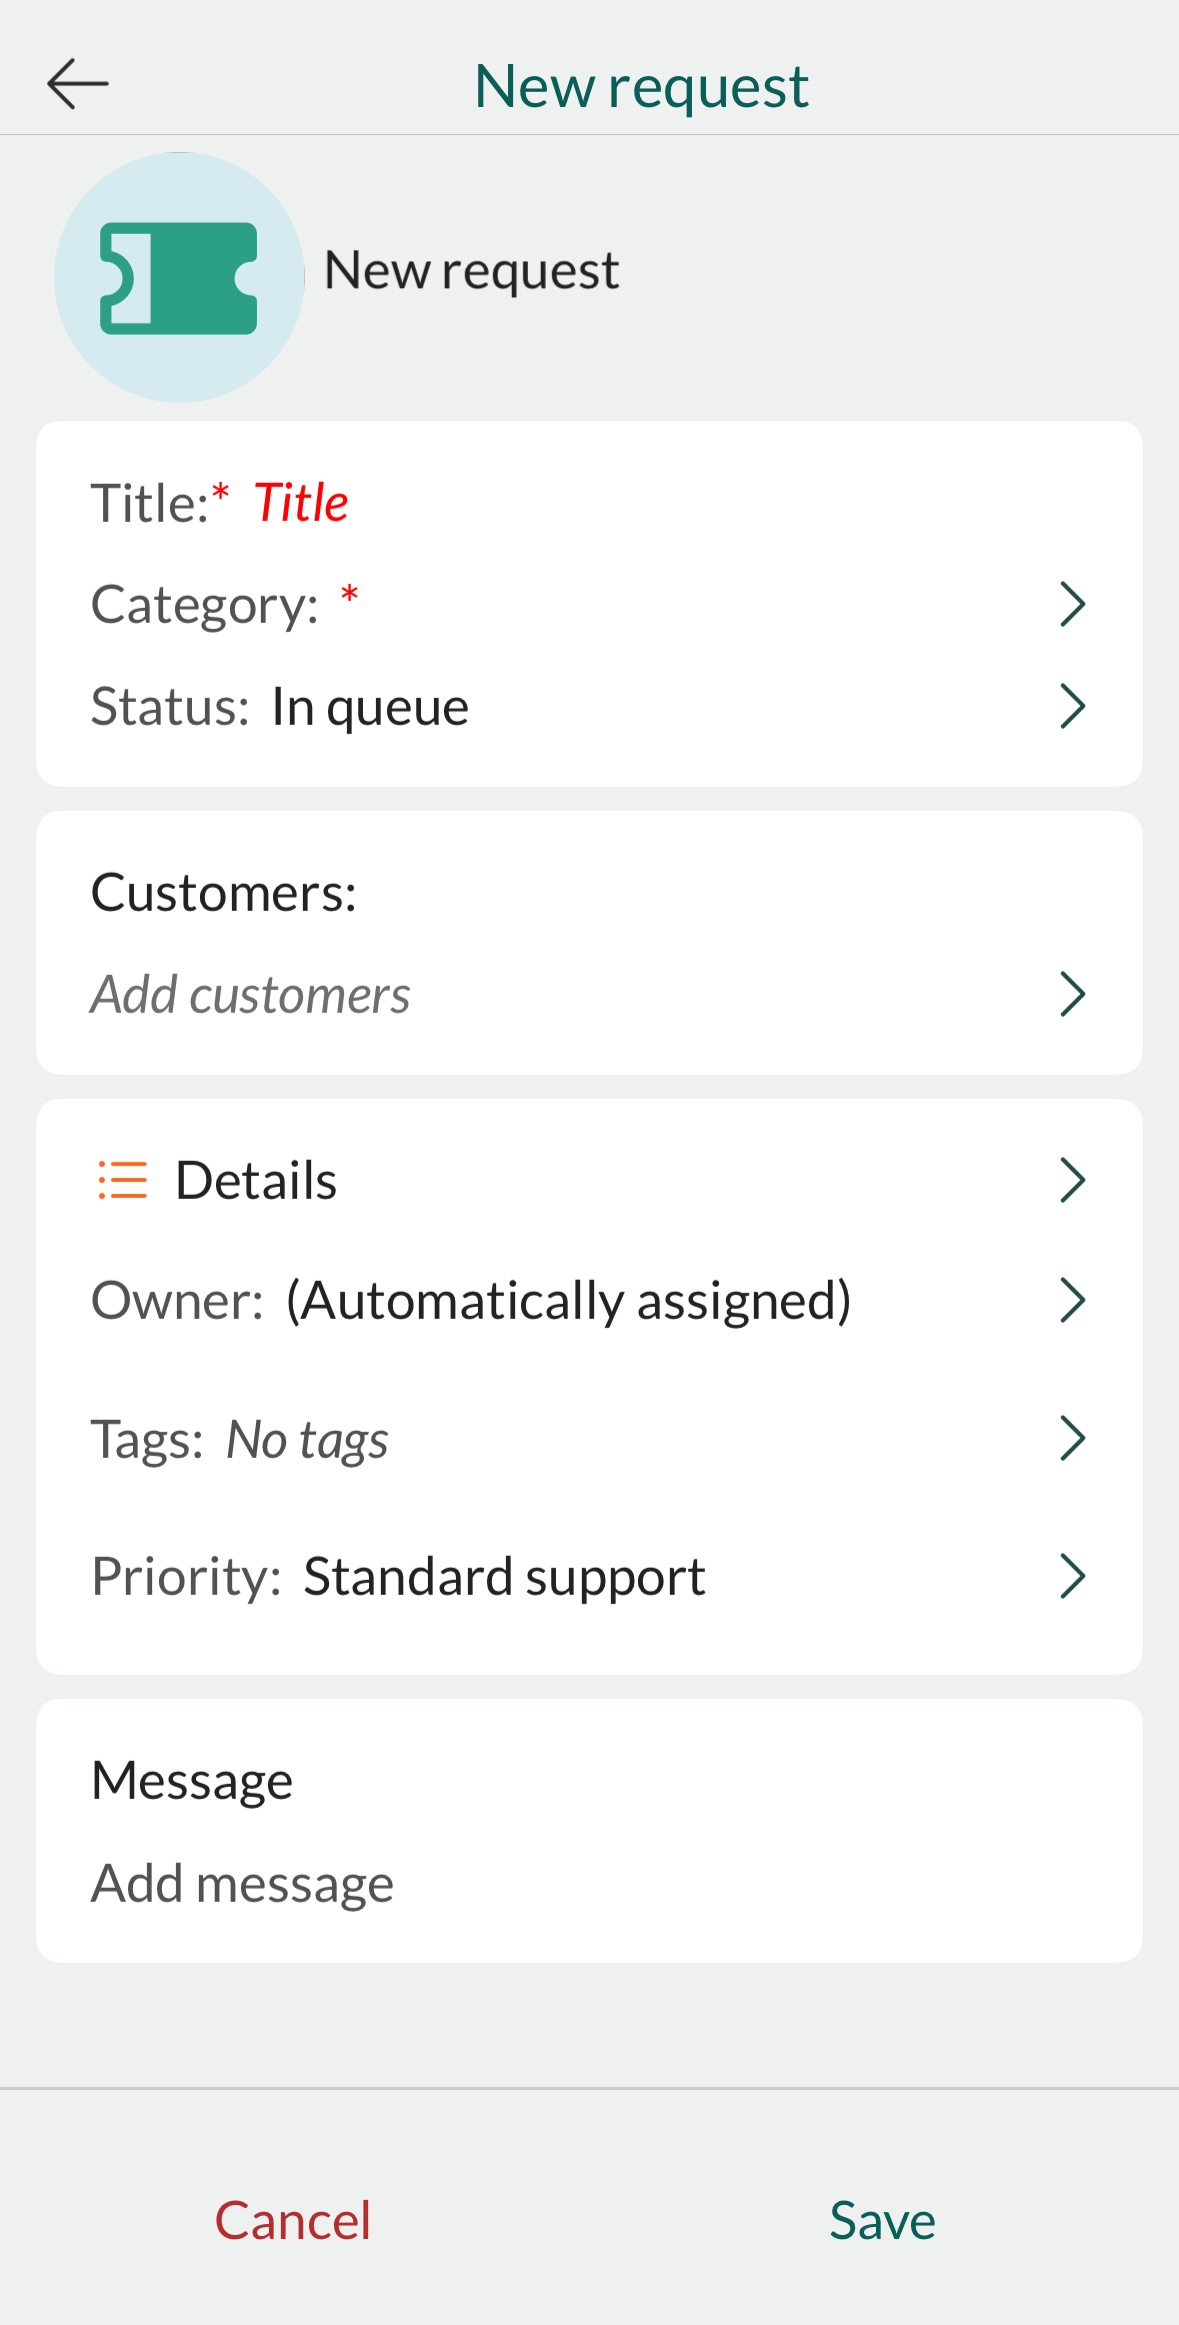 New request
New request
Title:* Title
Category: *
Status: In queue
Customers:
Add customers
Details
Owner: (Automatically assigned)
Tags: No tags
Priority: Standard support
Message
Add message
Cancel Save